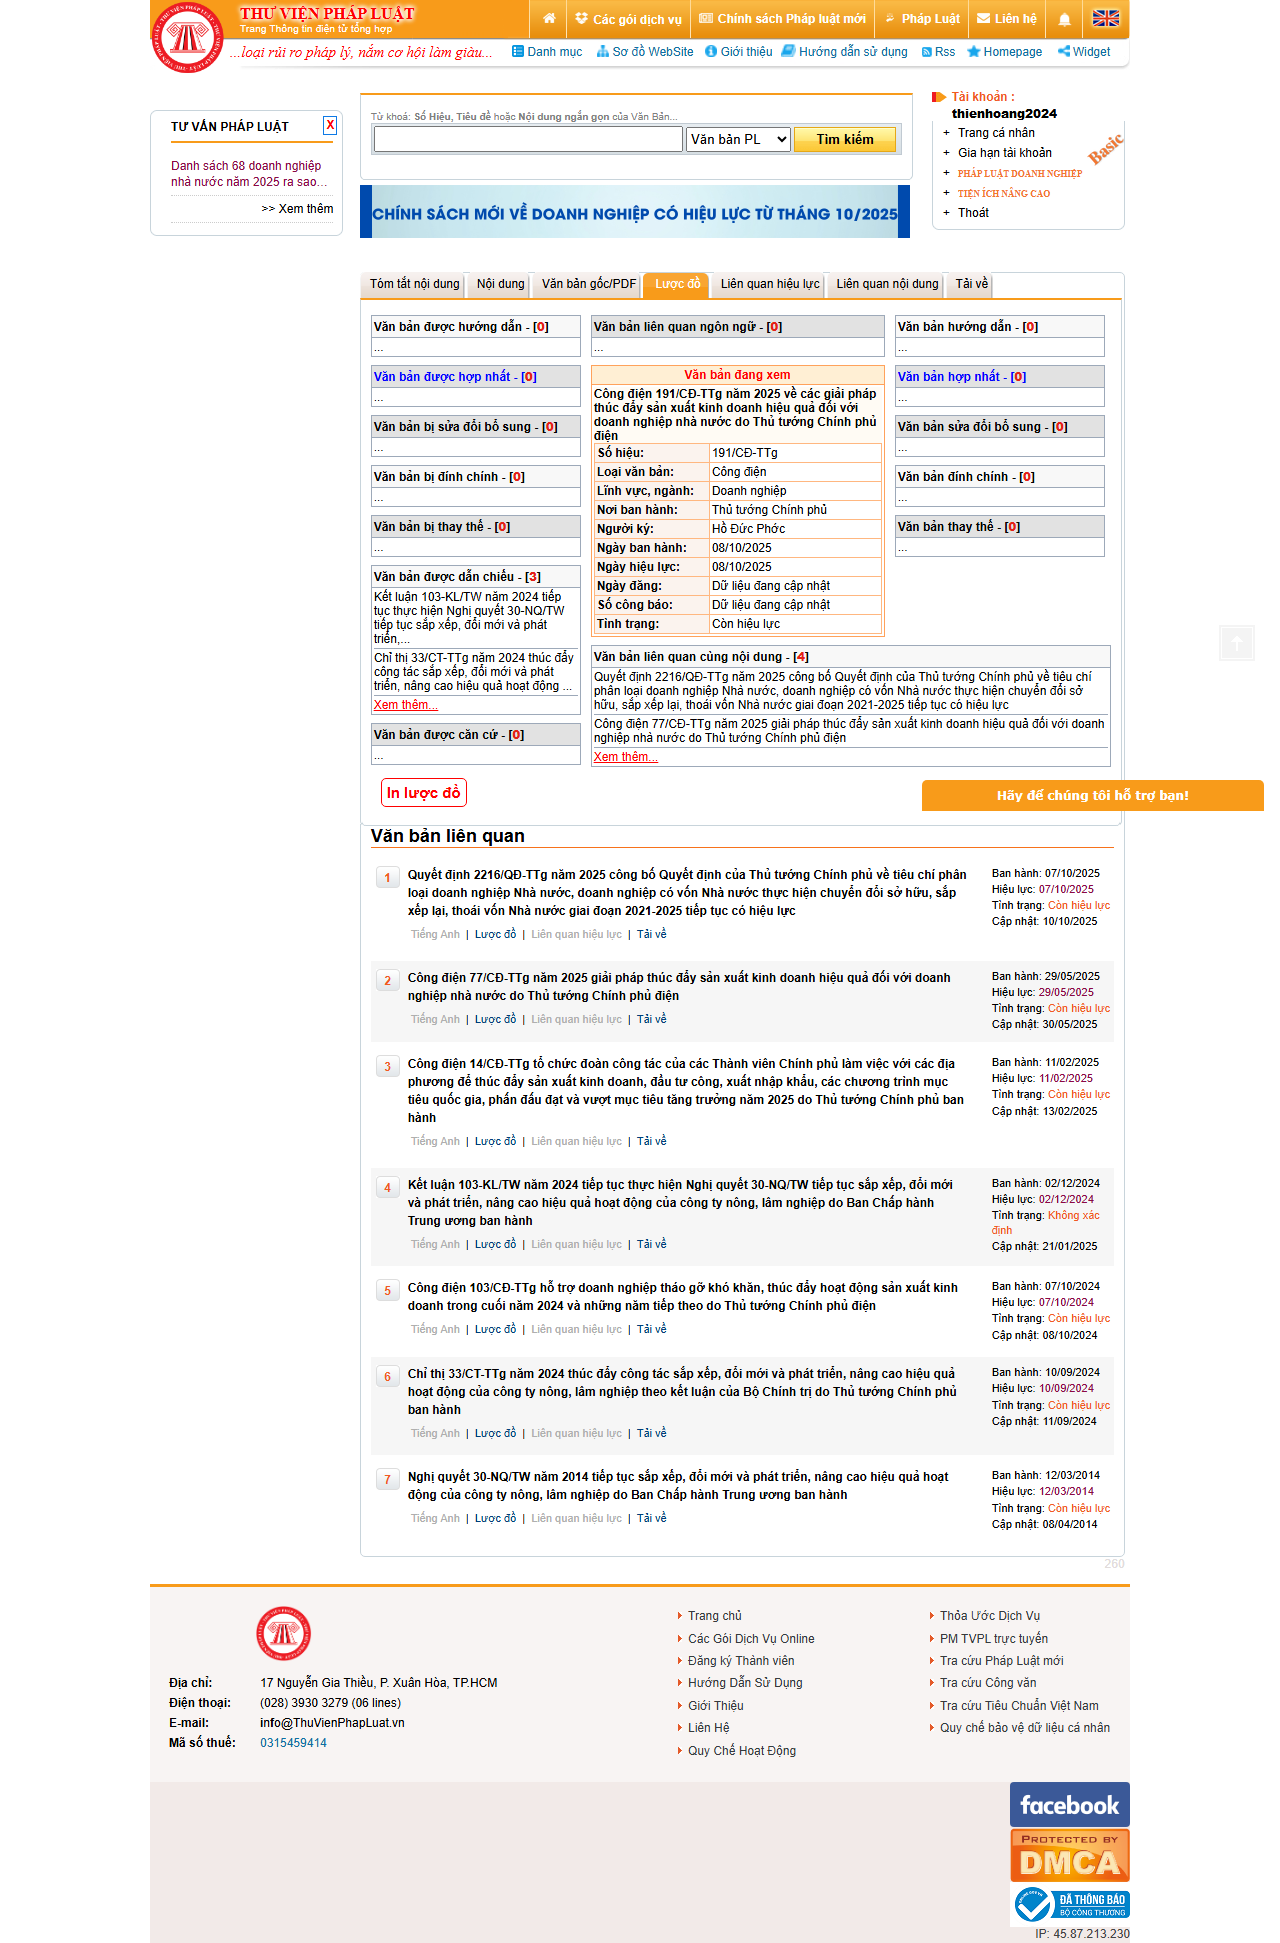 THƯ VIỆN PHÁP LUẬT
Trang Thông tin điện tử tổng hợp
Các gói dịch vụ
Chính sách Pháp luật mới
Pháp Luật
Liên hệ
...loại rủi ro pháp lý, nắm cơ hội làm giàu...
Danh mục
Sơ đồ WebSite
Giới thiệu
Hướng dẫn sử dụng
Rss
Homepage
Widget
TƯ VẤN PHÁP LUẬT
X
Danh sách 68 doanh nghiệp
nhà nước năm 2025 ra sao...
>> Xem thêm
Từ khoá: Số Hiệu, Tiêu đề hoặc Nội dung ngắn gọn của Văn Bản...
Văn bản PL
Tìm kiếm
CHÍNH SÁCH MỚI VỀ DOANH NGHIỆP CÓ HIỆU LỰC TỪ THÁNG 10/2025
Tài khoản :
thienhoang2024
+ Trang cá nhân
+ Gia hạn tài khoản
+ PHÁP LUẬT DOANH NGHIỆP
+ TIỆN ÍCH NÂNG CAO
+ Thoát
Basic
Tóm tắt nội dung
Nội dung
Văn bản gốc/PDF
Lược đồ
Liên quan hiệu lực
Liên quan nội dung
Tải về
Văn bản được hướng dẫn - [0]
...
Văn bản được hợp nhất - [0]
...
Văn bản bị sửa đổi bổ sung - [0]
...
Văn bản bị đính chính - [0]
...
Văn bản bị thay thế - [0]
...
Văn bản được dẫn chiếu - [3]
Kết luận 103-KL/TW năm 2024 tiếp
tục thực hiện Nghị quyết 30-NQ/TW
tiếp tục sắp xếp, đổi mới và phát
triển,...
Chỉ thị 33/CT-TTg năm 2024 thúc đẩy
công tác sắp xếp, đổi mới và phát
triển, nâng cao hiệu quả hoạt động ...
Xem thêm...
Văn bản được căn cứ - [0]
...
Văn bản liên quan ngôn ngữ - [0]
...
Văn bản đang xem
Công điện 191/CĐ-TTg năm 2025 về các giải pháp
thúc đẩy sản xuất kinh doanh hiệu quả đối với
doanh nghiệp nhà nước do Thủ tướng Chính phủ
điện
Số hiệu: 191/CĐ-TTg
Loại văn bản: Công điện
Lĩnh vực, ngành: Doanh nghiệp
Nơi ban hành: Thủ tướng Chính phủ
Người ký: Hồ Đức Phớc
Ngày ban hành: 08/10/2025
Ngày hiệu lực: 08/10/2025
Ngày đăng: Dữ liệu đang cập nhật
Số công báo: Dữ liệu đang cập nhật
Tình trạng: Còn hiệu lực
Văn bản hướng dẫn - [0]
...
Văn bản hợp nhất - [0]
...
Văn bản sửa đổi bổ sung - [0]
...
Văn bản đính chính - [0]
...
Văn bản thay thế - [0]
...
Văn bản liên quan cùng nội dung - [4]
Quyết định 2216/QĐ-TTg năm 2025 công bố Quyết định của Thủ tướng Chính phủ về tiêu chí
phân loại doanh nghiệp Nhà nước, doanh nghiệp có vốn Nhà nước thực hiện chuyển đổi sở
hữu, sắp xếp lại, thoái vốn Nhà nước giai đoạn 2021-2025 tiếp tục có hiệu lực
Công điện 77/CĐ-TTg năm 2025 giải pháp thúc đẩy sản xuất kinh doanh hiệu quả đối với doanh
nghiệp nhà nước do Thủ tướng Chính phủ điện
Xem thêm...
In lược đồ
Hãy để chúng tôi hỗ trợ bạn!
Văn bản liên quan
1
Quyết định 2216/QĐ-TTg năm 2025 công bố Quyết định của Thủ tướng Chính phủ về tiêu chí phân
loại doanh nghiệp Nhà nước, doanh nghiệp có vốn Nhà nước thực hiện chuyển đổi sở hữu, sắp
xếp lại, thoái vốn Nhà nước giai đoạn 2021-2025 tiếp tục có hiệu lực
Tiếng Anh | Lược đồ | Liên quan hiệu lực | Tải về
Ban hành: 07/10/2025
Hiệu lực: 07/10/2025
Tình trạng: Còn hiệu lực
Cập nhật: 10/10/2025
2
Công điện 77/CĐ-TTg năm 2025 giải pháp thúc đẩy sản xuất kinh doanh hiệu quả đối với doanh
nghiệp nhà nước do Thủ tướng Chính phủ điện
Tiếng Anh | Lược đồ | Liên quan hiệu lực | Tải về
Ban hành: 29/05/2025
Hiệu lực: 29/05/2025
Tình trạng: Còn hiệu lực
Cập nhật: 30/05/2025
3
Công điện 14/CĐ-TTg tổ chức đoàn công tác của các Thành viên Chính phủ làm việc với các địa
phương để thúc đẩy sản xuất kinh doanh, đầu tư công, xuất nhập khẩu, các chương trình mục
tiêu quốc gia, phấn đấu đạt và vượt mục tiêu tăng trưởng năm 2025 do Thủ tướng Chính phủ ban
hành
Tiếng Anh | Lược đồ | Liên quan hiệu lực | Tải về
Ban hành: 11/02/2025
Hiệu lực: 11/02/2025
Tình trạng: Còn hiệu lực
Cập nhật: 13/02/2025
4
Kết luận 103-KL/TW năm 2024 tiếp tục thực hiện Nghị quyết 30-NQ/TW tiếp tục sắp xếp, đổi mới
và phát triển, nâng cao hiệu quả hoạt động của công ty nông, lâm nghiệp do Ban Chấp hành
Trung ương ban hành
Tiếng Anh | Lược đồ | Liên quan hiệu lực | Tải về
Ban hành: 02/12/2024
Hiệu lực: 02/12/2024
Tình trạng: Không xác
định
Cập nhật: 21/01/2025
5
Công điện 103/CĐ-TTg hỗ trợ doanh nghiệp tháo gỡ khó khăn, thúc đẩy hoạt động sản xuất kinh
doanh trong cuối năm 2024 và những năm tiếp theo do Thủ tướng Chính phủ điện
Tiếng Anh | Lược đồ | Liên quan hiệu lực | Tải về
Ban hành: 07/10/2024
Hiệu lực: 07/10/2024
Tình trạng: Còn hiệu lực
Cập nhật: 08/10/2024
6
Chỉ thị 33/CT-TTg năm 2024 thúc đẩy công tác sắp xếp, đổi mới và phát triển, nâng cao hiệu quả
hoạt động của công ty nông, lâm nghiệp theo kết luận của Bộ Chính trị do Thủ tướng Chính phủ
ban hành
Tiếng Anh | Lược đồ | Liên quan hiệu lực | Tải về
Ban hành: 10/09/2024
Hiệu lực: 10/09/2024
Tình trạng: Còn hiệu lực
Cập nhật: 11/09/2024
7
Nghị quyết 30-NQ/TW năm 2014 tiếp tục sắp xếp, đổi mới và phát triển, nâng cao hiệu quả hoạt
động của công ty nông, lâm nghiệp do Ban Chấp hành Trung ương ban hành
Tiếng Anh | Lược đồ | Liên quan hiệu lực | Tải về
Ban hành: 12/03/2014
Hiệu lực: 12/03/2014
Tình trạng: Còn hiệu lực
Cập nhật: 08/04/2014
260
Địa chỉ: 17 Nguyễn Gia Thiều, P. Xuân Hòa, TP.HCM
Điện thoại: (028) 3930 3279 (06 lines)
E-mail: info@ThuVienPhapLuat.vn
Mã số thuế: 0315459414
Trang chủ
Các Gói Dịch Vụ Online
Đăng ký Thành viên
Hướng Dẫn Sử Dụng
Giới Thiệu
Liên Hệ
Quy Chế Hoạt Động
Thỏa Ước Dịch Vụ
PM TVPL trực tuyến
Tra cứu Pháp Luật mới
Tra cứu Công văn
Tra cứu Tiêu Chuẩn Việt Nam
Quy chế bảo vệ dữ liệu cá nhân
facebook
PROTECTED BY
DMCA
ĐÃ THÔNG BÁO
BỘ CÔNG THƯƠNG
IP: 45.87.213.230